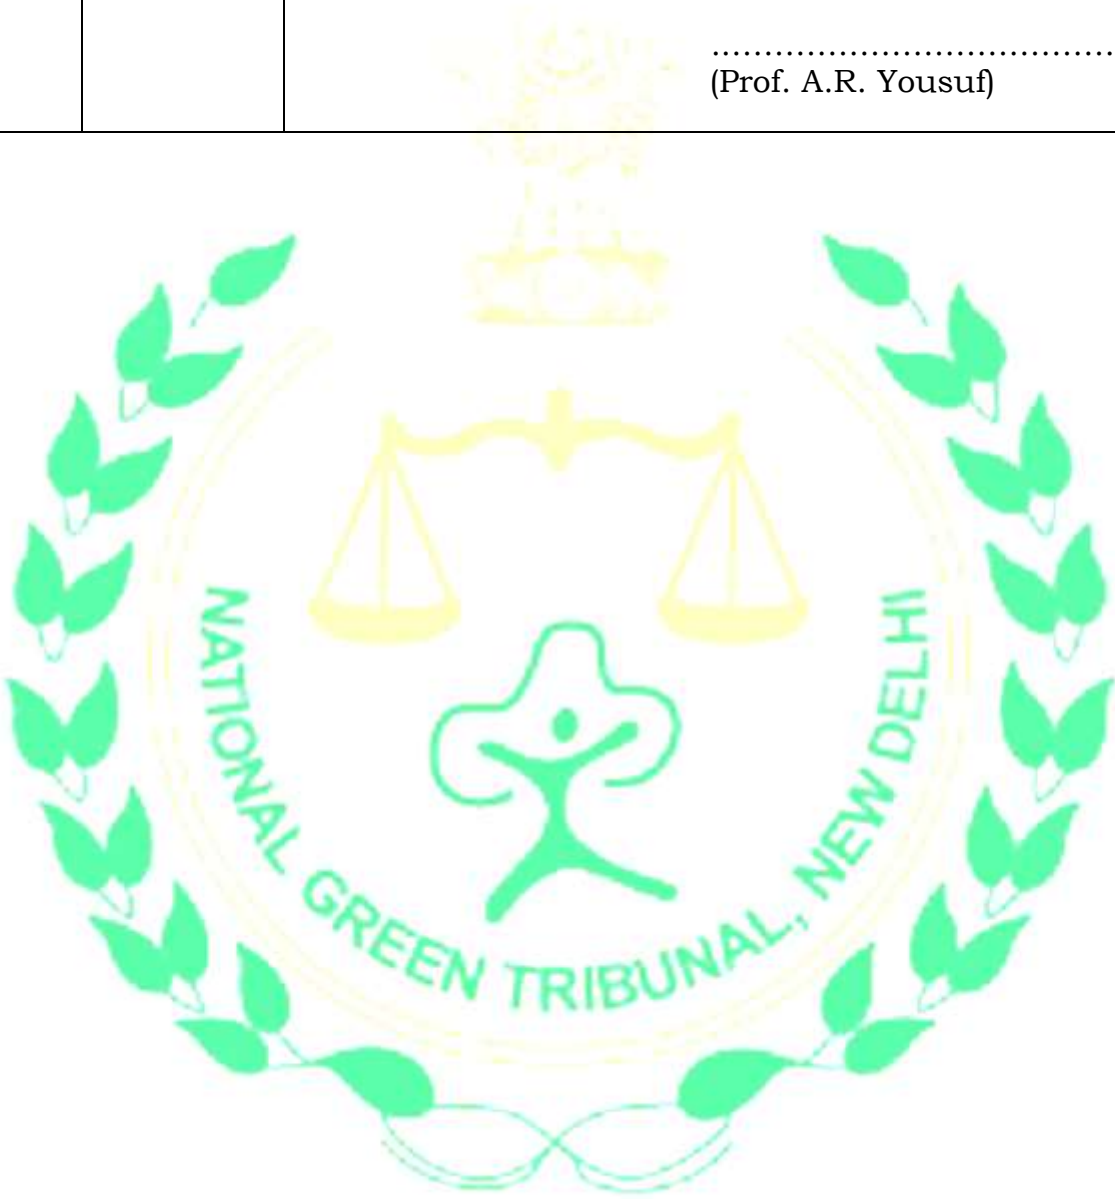 .......................................
(Prof. A.R. Yousuf)
NATIONAL GREEN TRIBUNAL, NEW DELHI